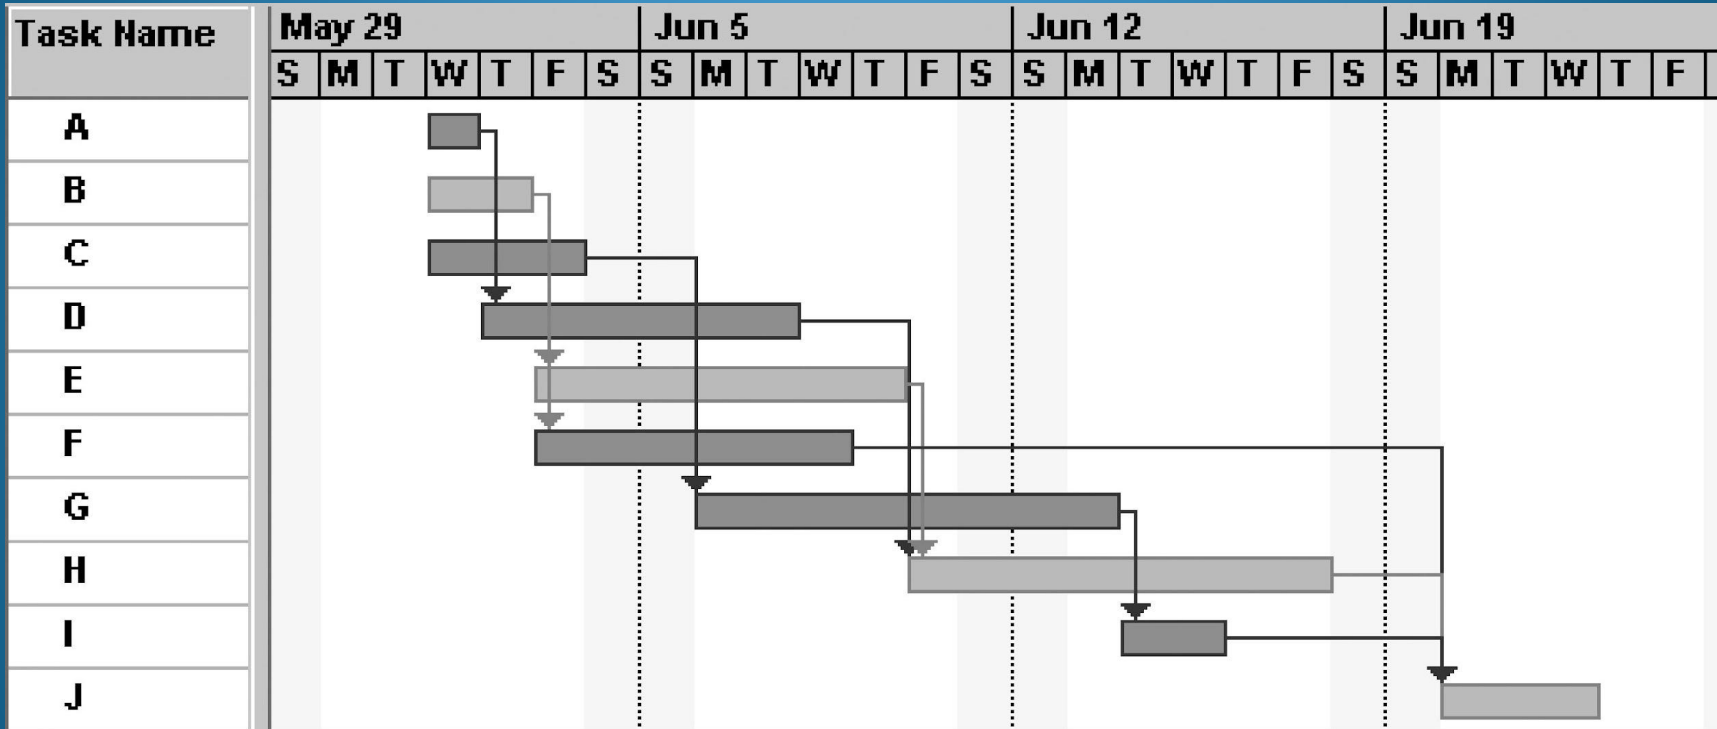 Task Name May 29 Jun 5 Jun 12 Jun 19
S M T W T F S S M T W T F S S M T W T F S S M T W T F
A
B
C
D
E
F
G
H
I
J